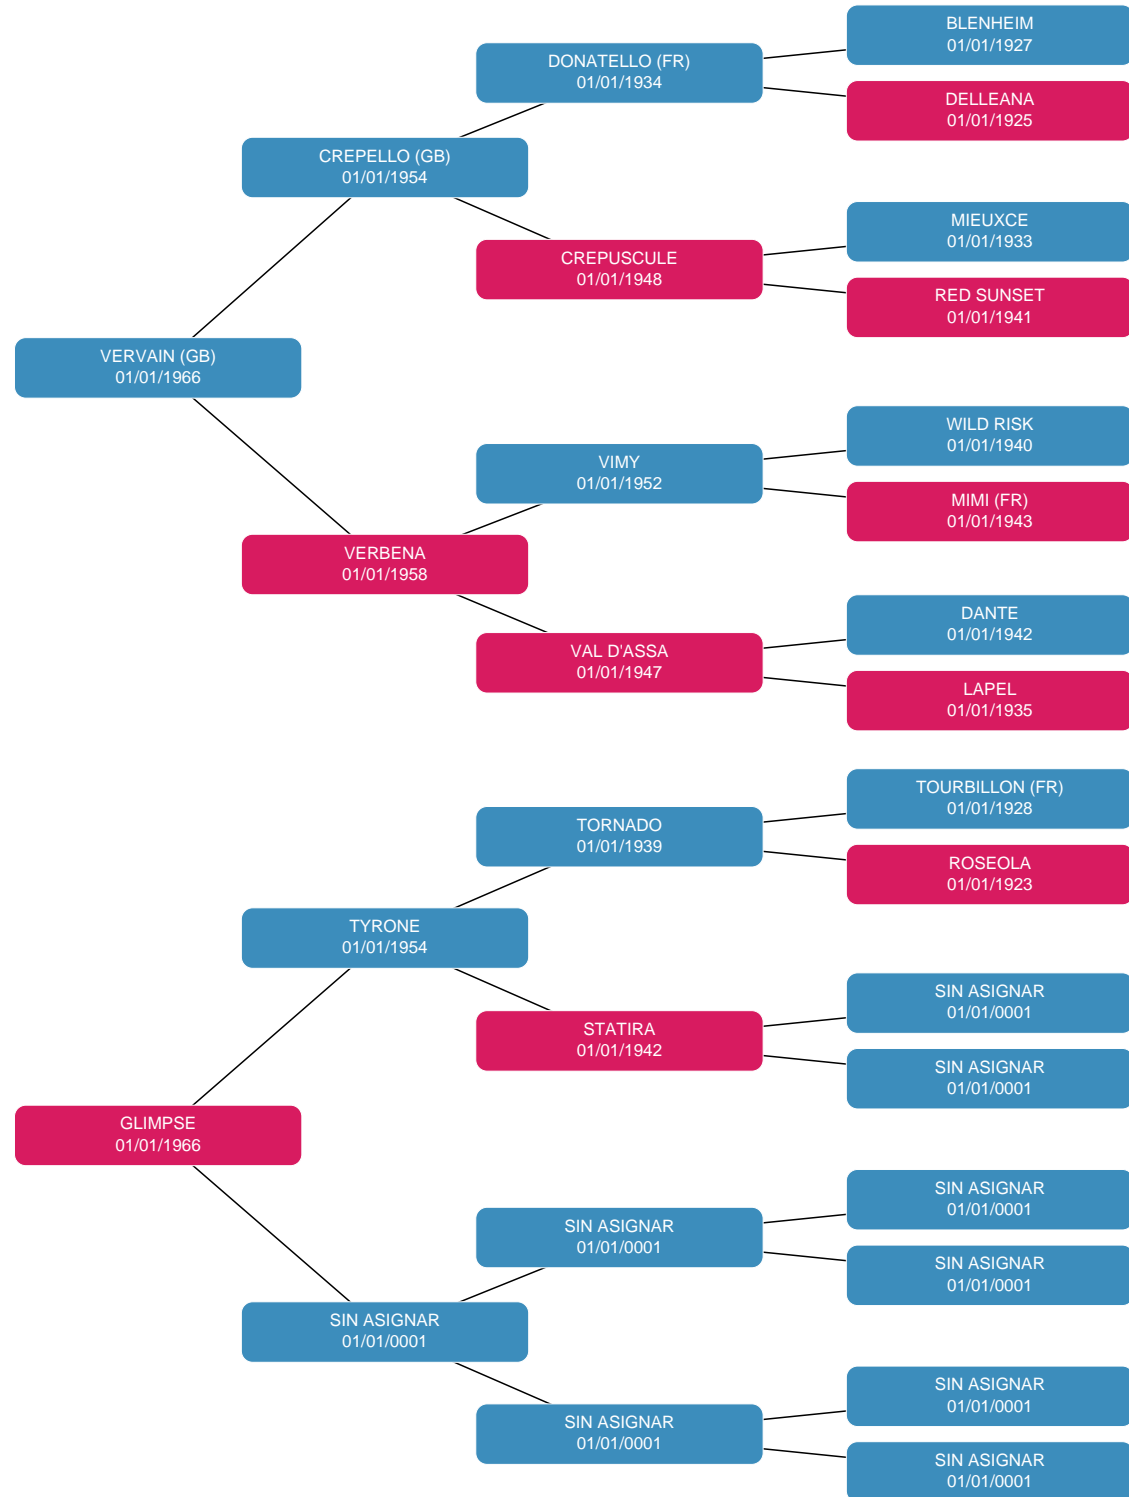 BLENHEIM
01/01/1927
DONATELLO (FR)
01/01/1934
DELLEANA
01/01/1925
CREPELLO (GB)
01/01/1954
MIEUXCE
01/01/1933
CREPUSCULE
01/01/1948
RED SUNSET
01/01/1941
VERVAIN (GB)
01/01/1966
WILD RISK
01/01/1940
VIMY
01/01/1952
MIMI (FR)
01/01/1943
VERBENA
01/01/1958
DANTE
01/01/1942
VAL D'ASSA
01/01/1947
LAPEL
01/01/1935
TOURBILLON (FR)
01/01/1928
TORNADO
01/01/1939
ROSEOLA
01/01/1923
TYRONE
01/01/1954
SIN ASIGNAR
01/01/0001
STATIRA
01/01/1942
SIN ASIGNAR
01/01/0001
GLIMPSE
01/01/1966
SIN ASIGNAR
01/01/0001
SIN ASIGNAR
01/01/0001
SIN ASIGNAR
01/01/0001
SIN ASIGNAR
01/01/0001
SIN ASIGNAR
01/01/0001
SIN ASIGNAR
01/01/0001
SIN ASIGNAR
01/01/0001